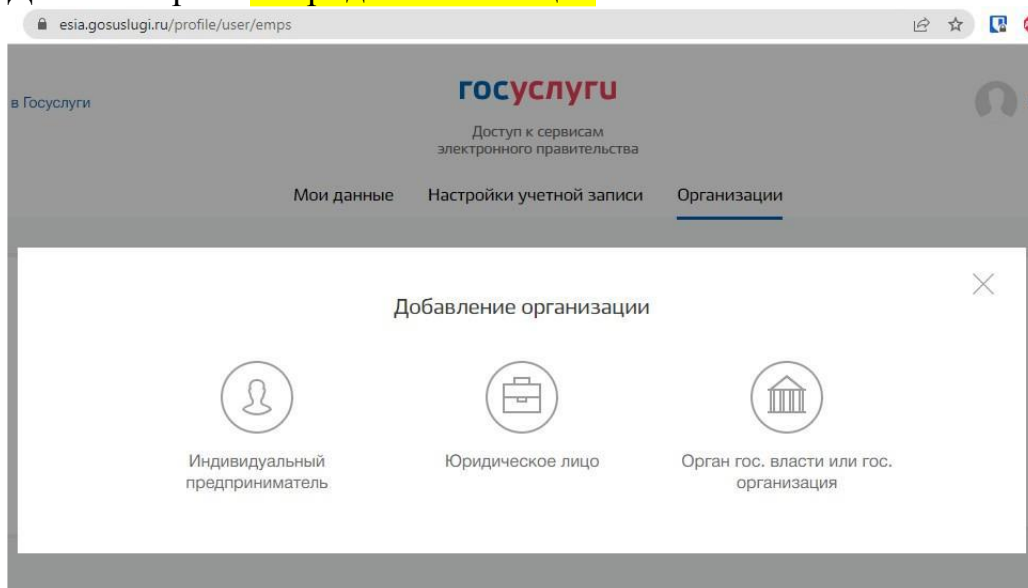 esia.gosuslugi.ru/profile/user/emps
в Госуслуги
госуслуги
Доступ к сервисам
электронного правительства
Мои данные Настройки учетной записи Организации
Добавление организации
Индивидуальный
предприниматель
Юридическое лицо
Орган гос. власти или гос.
организация